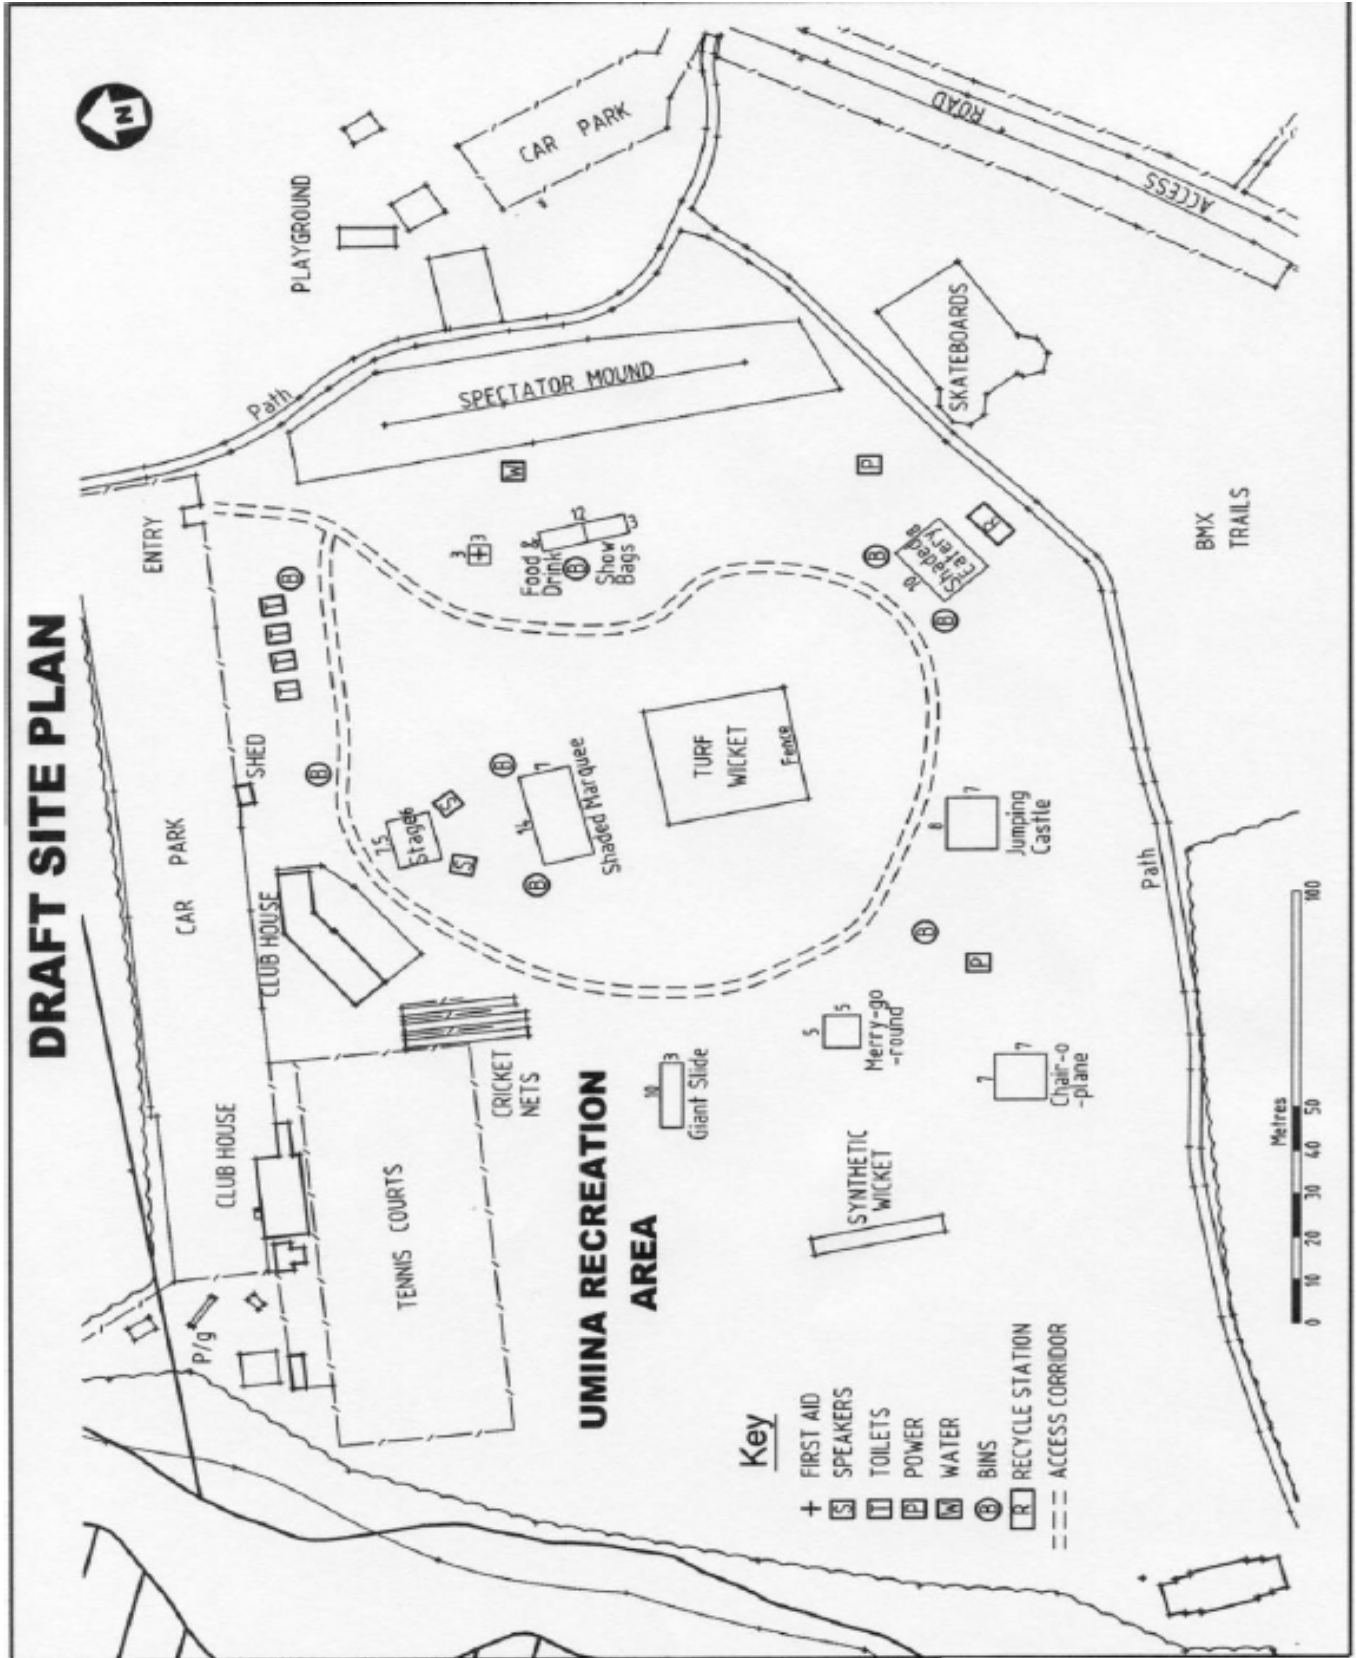 DRAFT SITE PLAN
N
PLAYGROUND
CAR PARK
ACCESS ROAD
Path
SPECTATOR MOUND
SKATEBOARDS
ENTRY
W
P
3
3
Food &
Drink
8
12
3
Show
Bags
B
B
Shaded
Eatery
8
10
R
B
BMX
TRAILS
T T T T
B
SHED
B
CAR PARK
CLUB HOUSE
7.5
6
Stage
S
S
B
14
7
Shaded Marquee
B
TURF
WICKET
Fence
8
7
Jumping
Castle
B
P
Path
CLUB HOUSE
CRICKET
NETS
TENNIS COURTS
10
3
Giant Slide
5
5
Merry-go
-round
7
7
Chair-o
-plane
SYNTHETIC
WICKET
P/g
UMINA RECREATION
AREA
Key
+ FIRST AID
S SPEAKERS
T TOILETS
P POWER
W WATER
B BINS
R RECYCLE STATION
=== ACCESS CORRIDOR
Metres
0 10 20 30 40 50 100